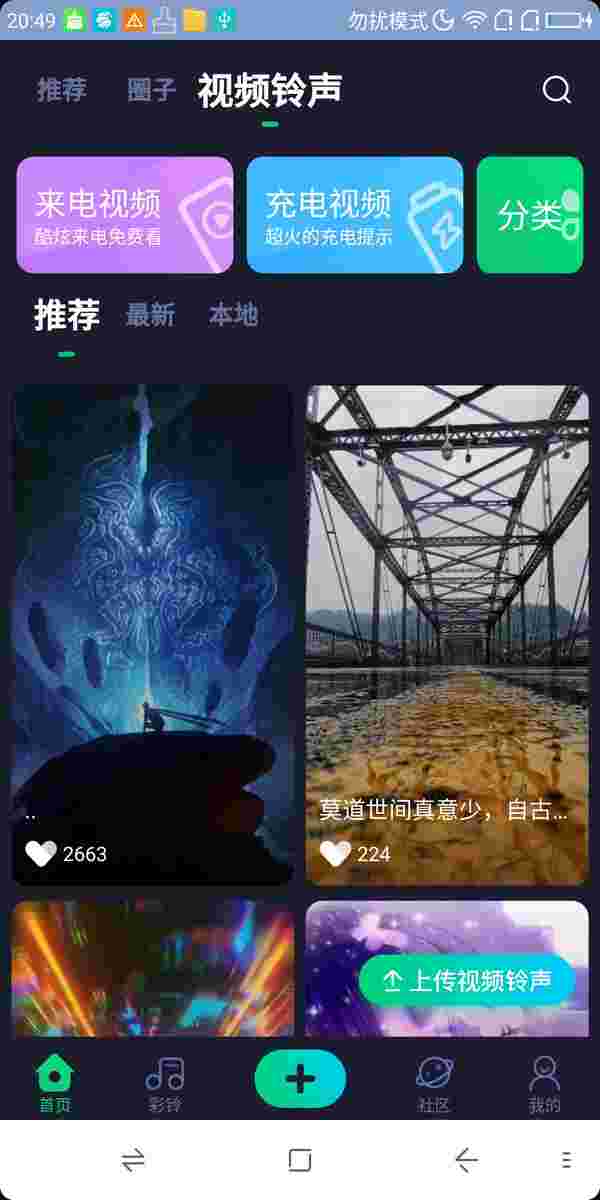 20:49 勿扰模式
推荐 圈子 视频铃声
来电视频
酷炫来电免费看
充电视频
超火的充电提示
分类
推荐 最新 本地
..
2663
莫道世间真意少，自古...
224
上传视频铃声
首页 彩铃 社区 我的